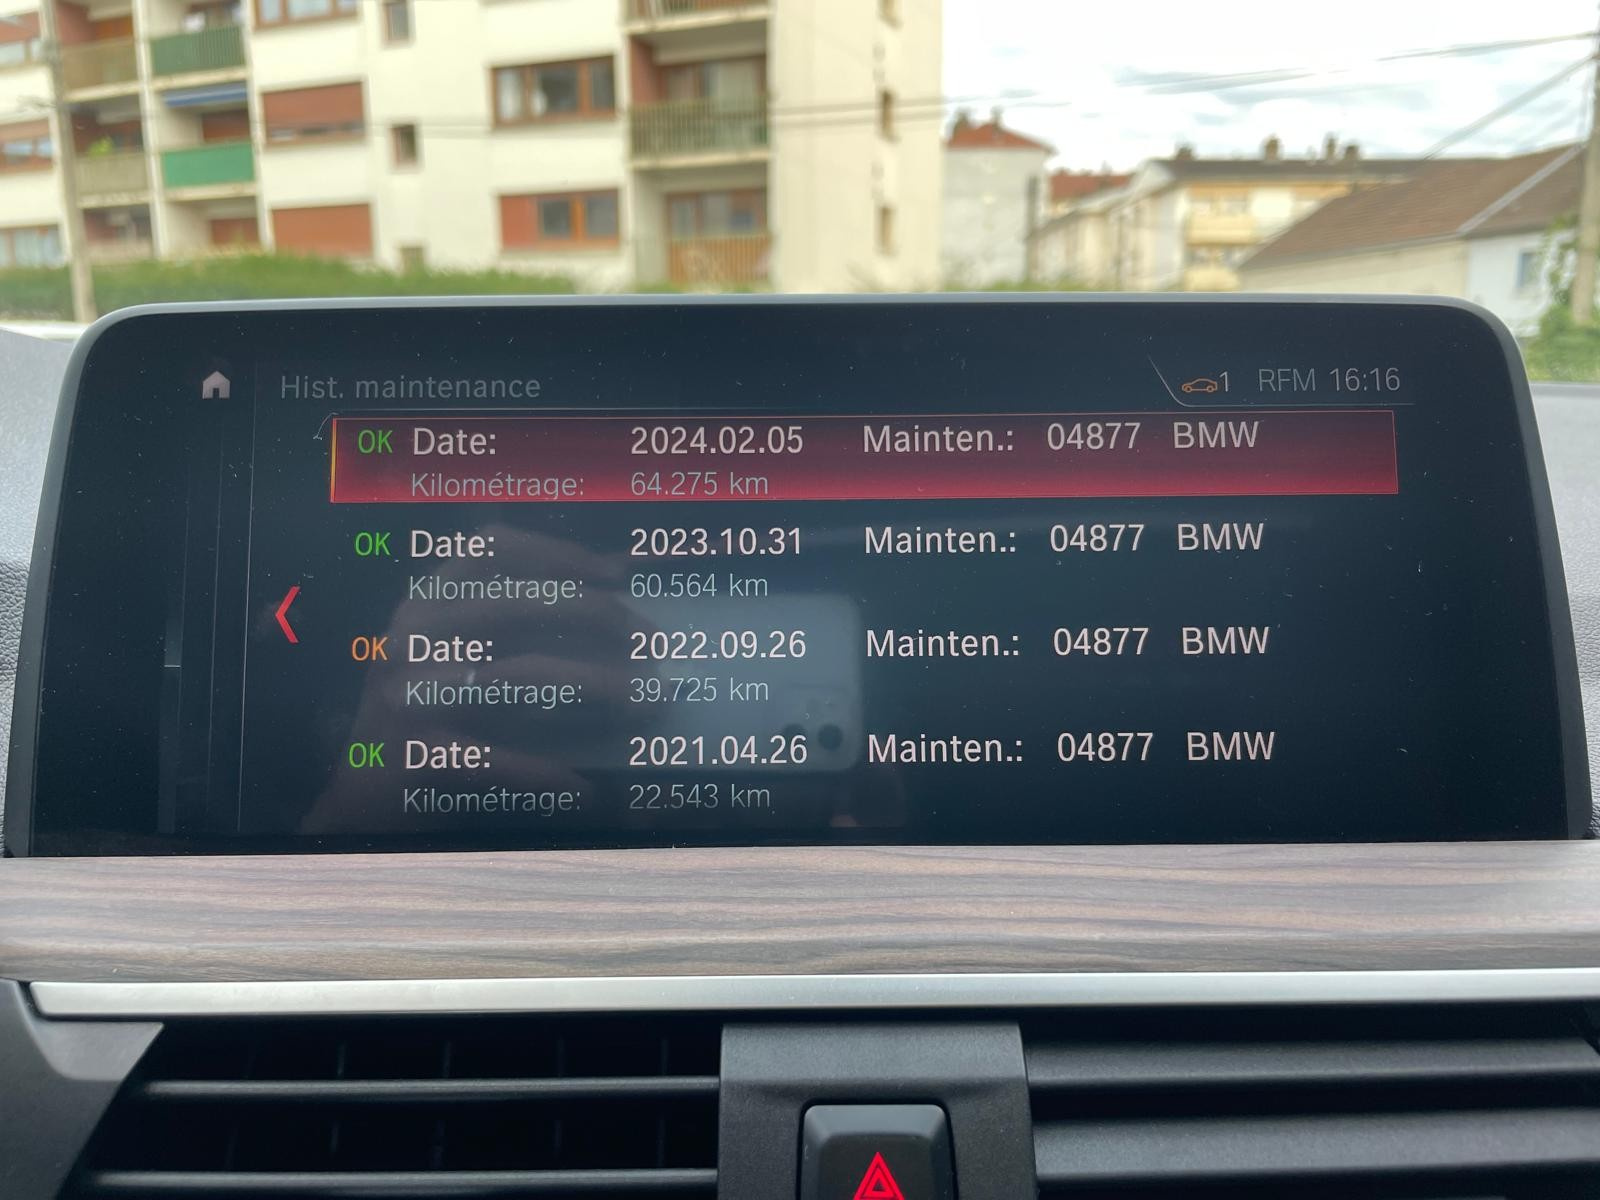 Hist. maintenance 1 RFM 16:16
OK Date: 2024.02.05 Mainten.: 04877 BMW
Kilométrage: 64.275 km
OK Date: 2023.10.31 Mainten.: 04877 BMW
Kilométrage: 60.564 km
OK Date: 2022.09.26 Mainten.: 04877 BMW
Kilométrage: 39.725 km
OK Date: 2021.04.26 Mainten.: 04877 BMW
Kilométrage: 22.543 km